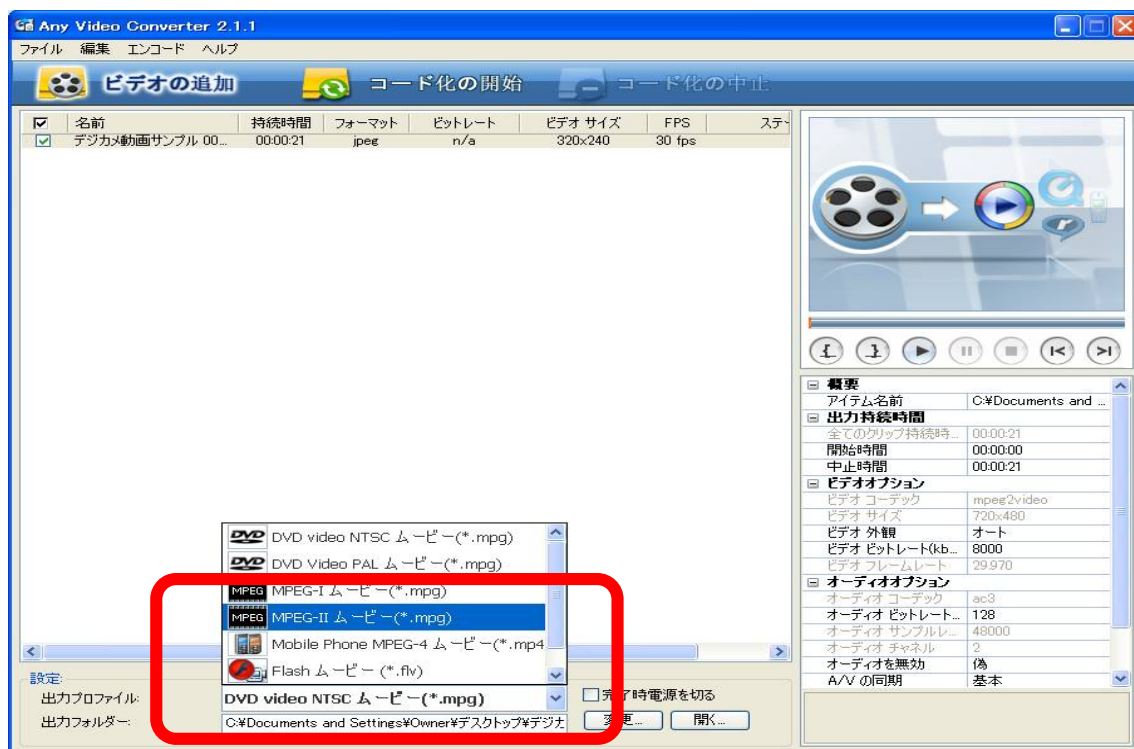 Any Video Converter 2.1.1
ファイル 編集 エンコード ヘルプ
ビデオの追加 コード化の開始 コード化の中止
名前 持続時間 フォーマット ビットレート ビデオ サイズ FPS ステ
デジカメ動画サンプル 00... 00:00:21 jpeg n/a 320×240 30 fps
概要
アイテム名前 C:¥Documents and ...
出力持続時間
全てのクリップ持続時... 00:00:21
開始時間 00:00:00
中止時間 00:00:21
ビデオオプション
ビデオ コーデック mpeg2video
ビデオ サイズ 720×480
ビデオ 外観 オート
ビデオ ビットレート(kb... 8000
ビデオ フレームレート 29.970
オーディオオプション
オーディオ コーデック ac3
オーディオ ビットレート... 128
オーディオ サンプルレ... 48000
オーディオ チャネル 2
オーディオを無効 偽
A/V の同期 基本
DVD DVD video NTSC ムービー(*.mpg)
DVD DVD Video PAL ムービー(*.mpg)
MPEG MPEG-I ムービー(*.mpg)
MPEG MPEG-II ムービー(*.mpg)
Mobile Phone MPEG-4 ムービー(*.mp4
Flash ムービー (*.flv)
設定:
出力プロファイル: DVD video NTSC ムービー(*.mpg) 完了時電源を切る
出力フォルダー: C:¥Documents and Settings¥Owner¥デスクトップ¥デジカ 変更... 開く...